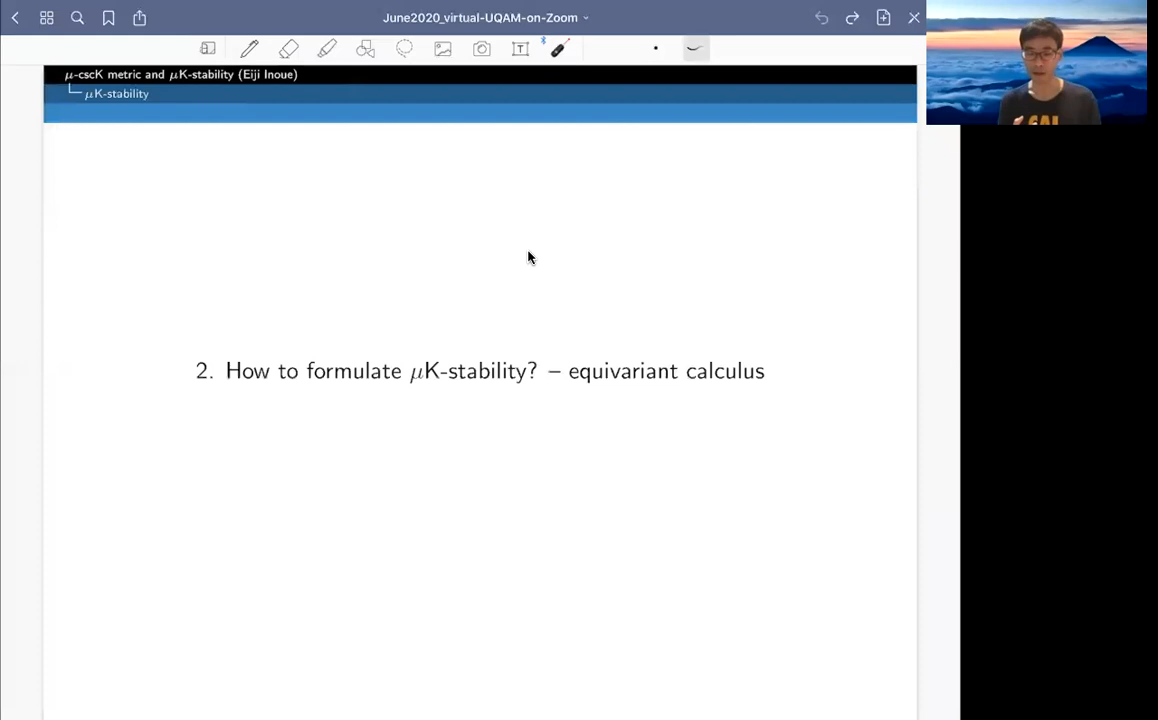 June2020_virtual-UQAM-on-Zoom
μ-cscK metric and μK-stability (Eiji Inoue)
μK-stability
2. How to formulate μK-stability? – equivariant calculus
CAL